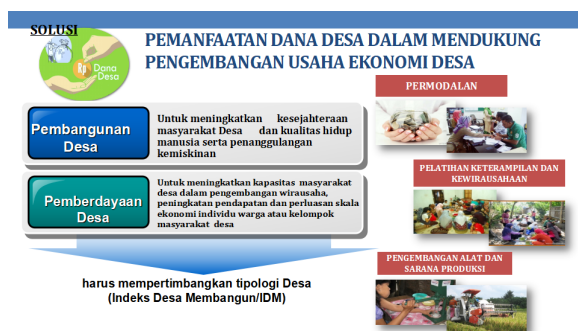 SOLUSI
Rp Dana
Desa
PEMANFAATAN DANA DESA DALAM MENDUKUNG
PENGEMBANGAN USAHA EKONOMI DESA
Pembangunan
Desa
Untuk meningkatkan kesejahteraan
masyarakat Desa dan kualitas hidup
manusia serta penanggulangan
kemiskinan
Pemberdayaan
Desa
Untuk meningkatkan kapasitas masyarakat
desa dalam pengembangan wirausaha,
peningkatan pendapatan dan perluasan skala
ekonomi individu warga atau kelompok
masyarakat desa
harus mempertimbangkan tipologi Desa
(Indeks Desa Membangun/IDM)
PERMODALAN
PELATIHAN KETERAMPILAN DAN
KEWIRAUSAHAAN
PENGEMBANGAN ALAT DAN
SARANA PRODUKSI